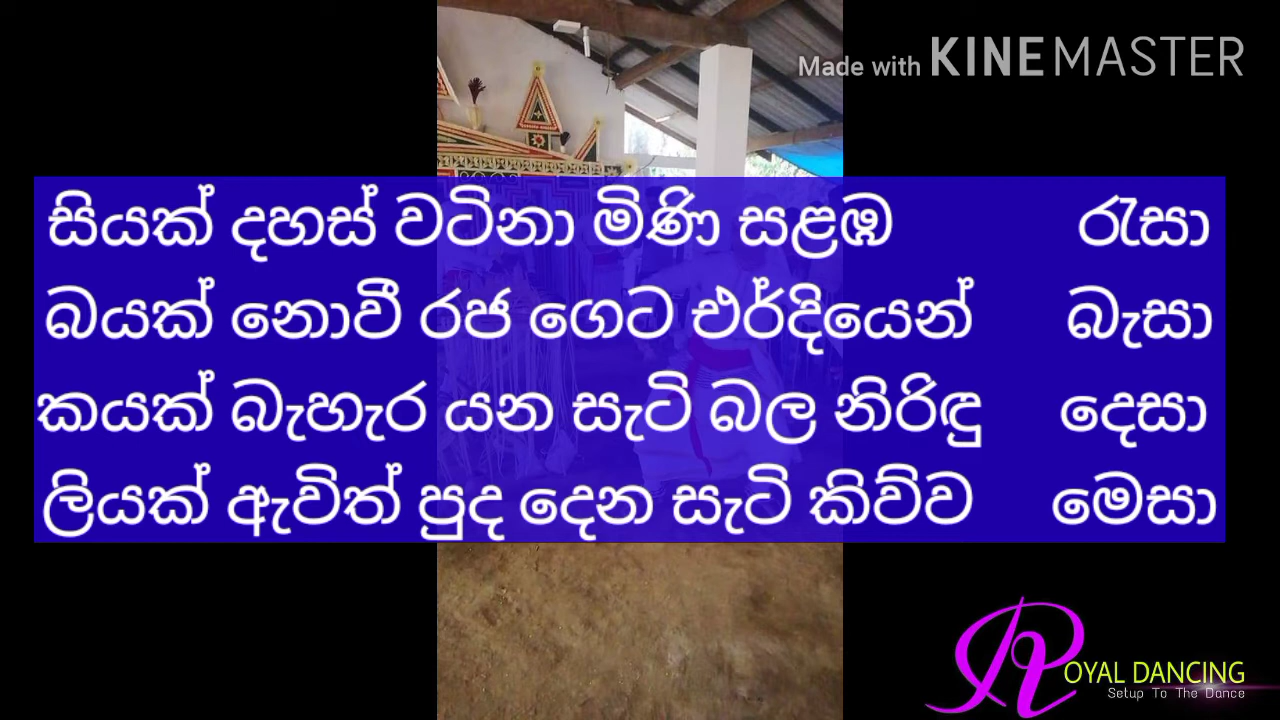 Made with KINEMASTER
සියක් දහස් වටිනා මිණි සළඹ රැසා
බයක් නොවී රජ ගෙට එර්දියෙන් බැසා
කයක් බැහැර යන සැටි බල නිරිඳු දෙසා
ලියක් ඇවිත් පුද දෙන සැටි කිව්ව මෙසා
ROYAL DANCING
Setup To The Dance